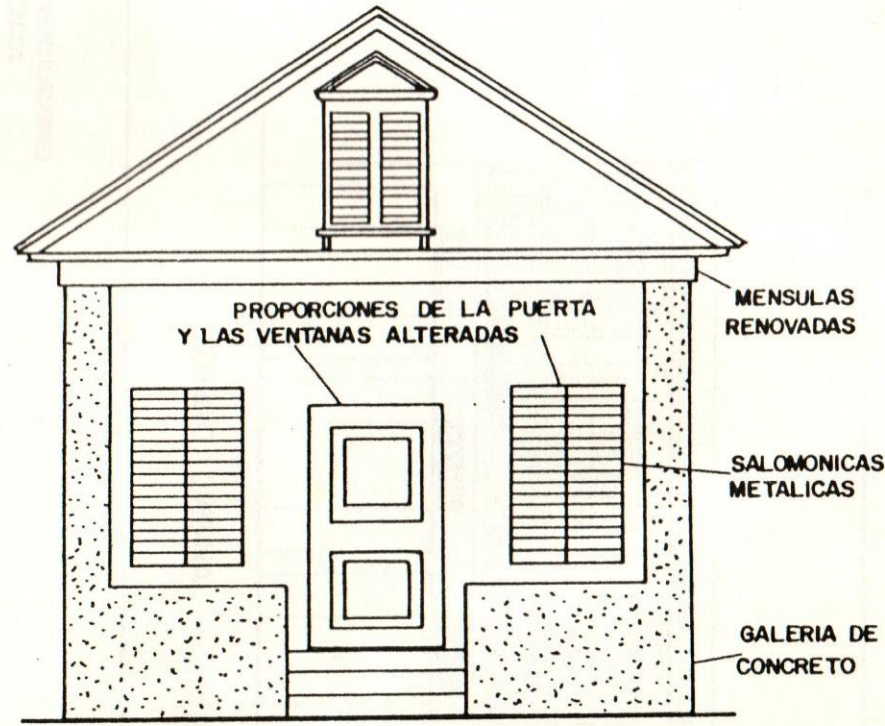 PROPORCIONES DE LA PUERTA
Y LAS VENTANAS ALTERADAS
MENSULAS
RENOVADAS
SALOMONICAS
METALICAS
GALERIA DE
CONCRETO